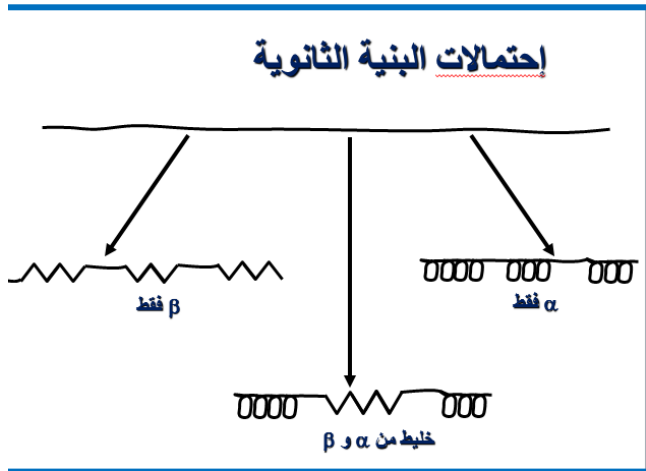 إحتمالات البنية الثانوية
α فقط
β فقط
خليط من α و β